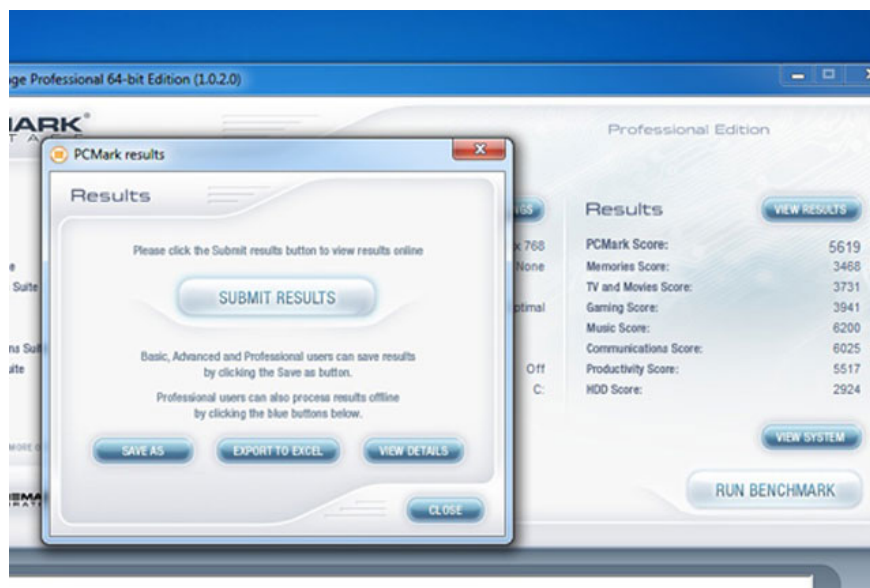 ge Professional 64-bit Edition (1.0.2.0)
ARK®
Professional Edition
PCMark results
Results
Please click the Submit results button to view results online
SUBMIT RESULTS
Basic, Advanced and Professional users can save results
by clicking the Save as button.
Professional users can also process results offline
by clicking the blue buttons below.
SAVE AS
EXPORT TO EXCEL
VIEW DETAILS
CLOSE
Suite
ns Suit
uite
GS
x 768
None
ptimal
Off
C:
Results
VIEW RESULTS
PCMark Score: 5619
Memories Score: 3468
TV and Movies Score: 3731
Gaming Score: 3941
Music Score: 6200
Communications Score: 6025
Productivity Score: 5517
HDD Score: 2924
VIEW SYSTEM
RUN BENCHMARK